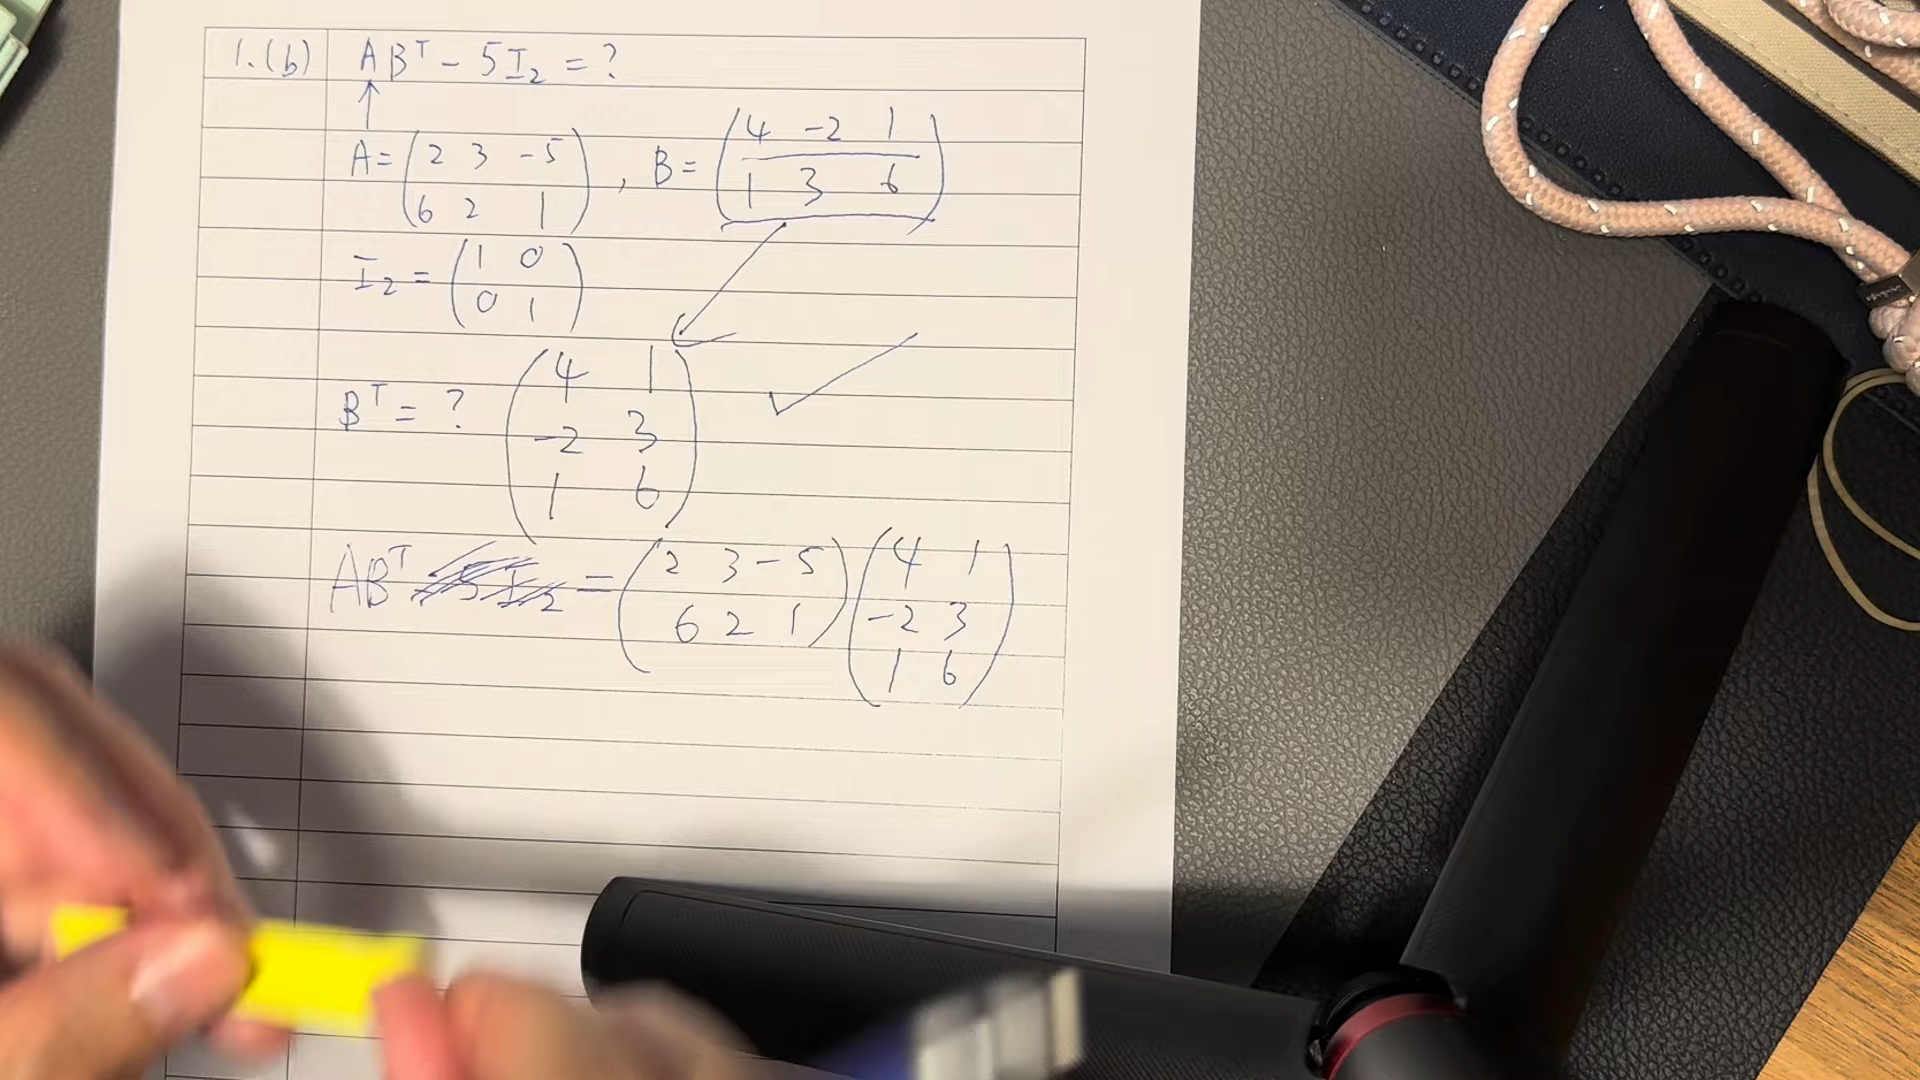 1.(b) ABᵀ - 5I₂ = ?
A = (2 3 -5
6 2 1), B = (4 -2 1
1 3 6)
I₂ = (1 0
0 1)
Bᵀ = ? (4 1
-2 3
1 6)
ABᵀ = (2 3 -5
6 2 1)(4 1
-2 3
1 6)